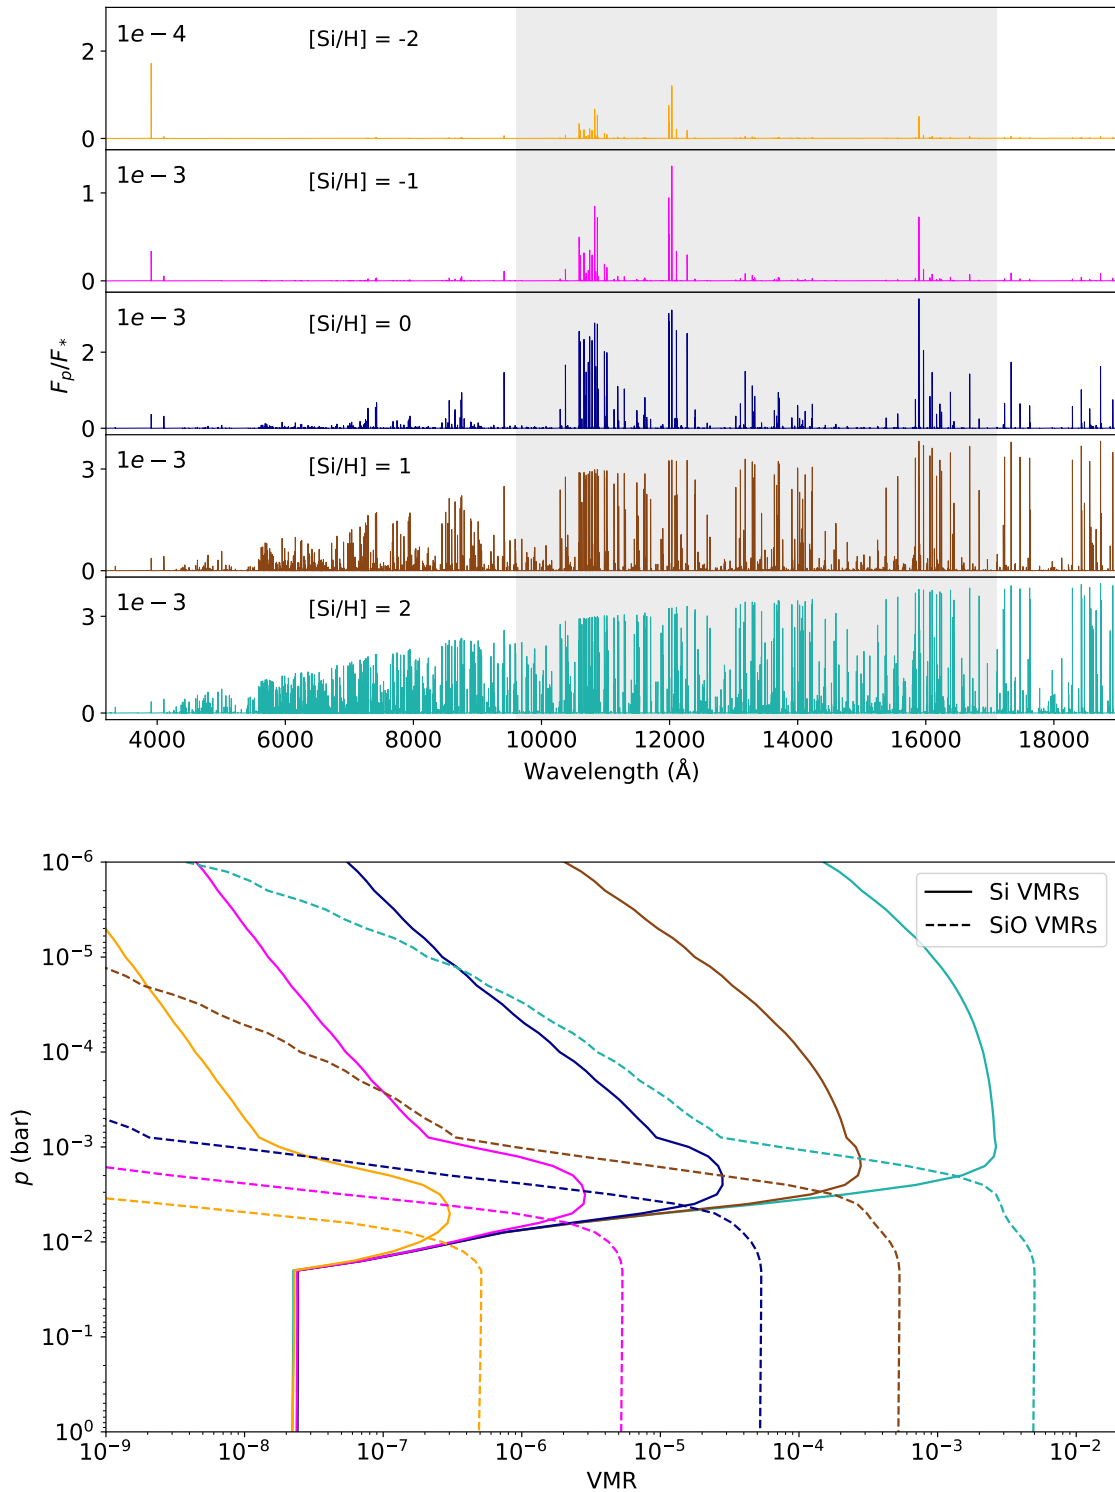 1e−4
[Si/H] = -2
2
0
1e−3
[Si/H] = -1
1
0
1e−3
[Si/H] = 0
2
0
F_p/F_*
1e−3
[Si/H] = 1
3
0
1e−3
[Si/H] = 2
3
0
4000 6000 8000 10000 12000 14000 16000 18000
Wavelength (Å)
10⁻⁶
Si VMRs
SiO VMRs
10⁻⁵
10⁻⁴
10⁻³
p (bar)
10⁻²
10⁻¹
10⁰
10⁻⁹ 10⁻⁸ 10⁻⁷ 10⁻⁶ 10⁻⁵ 10⁻⁴ 10⁻³ 10⁻²
VMR